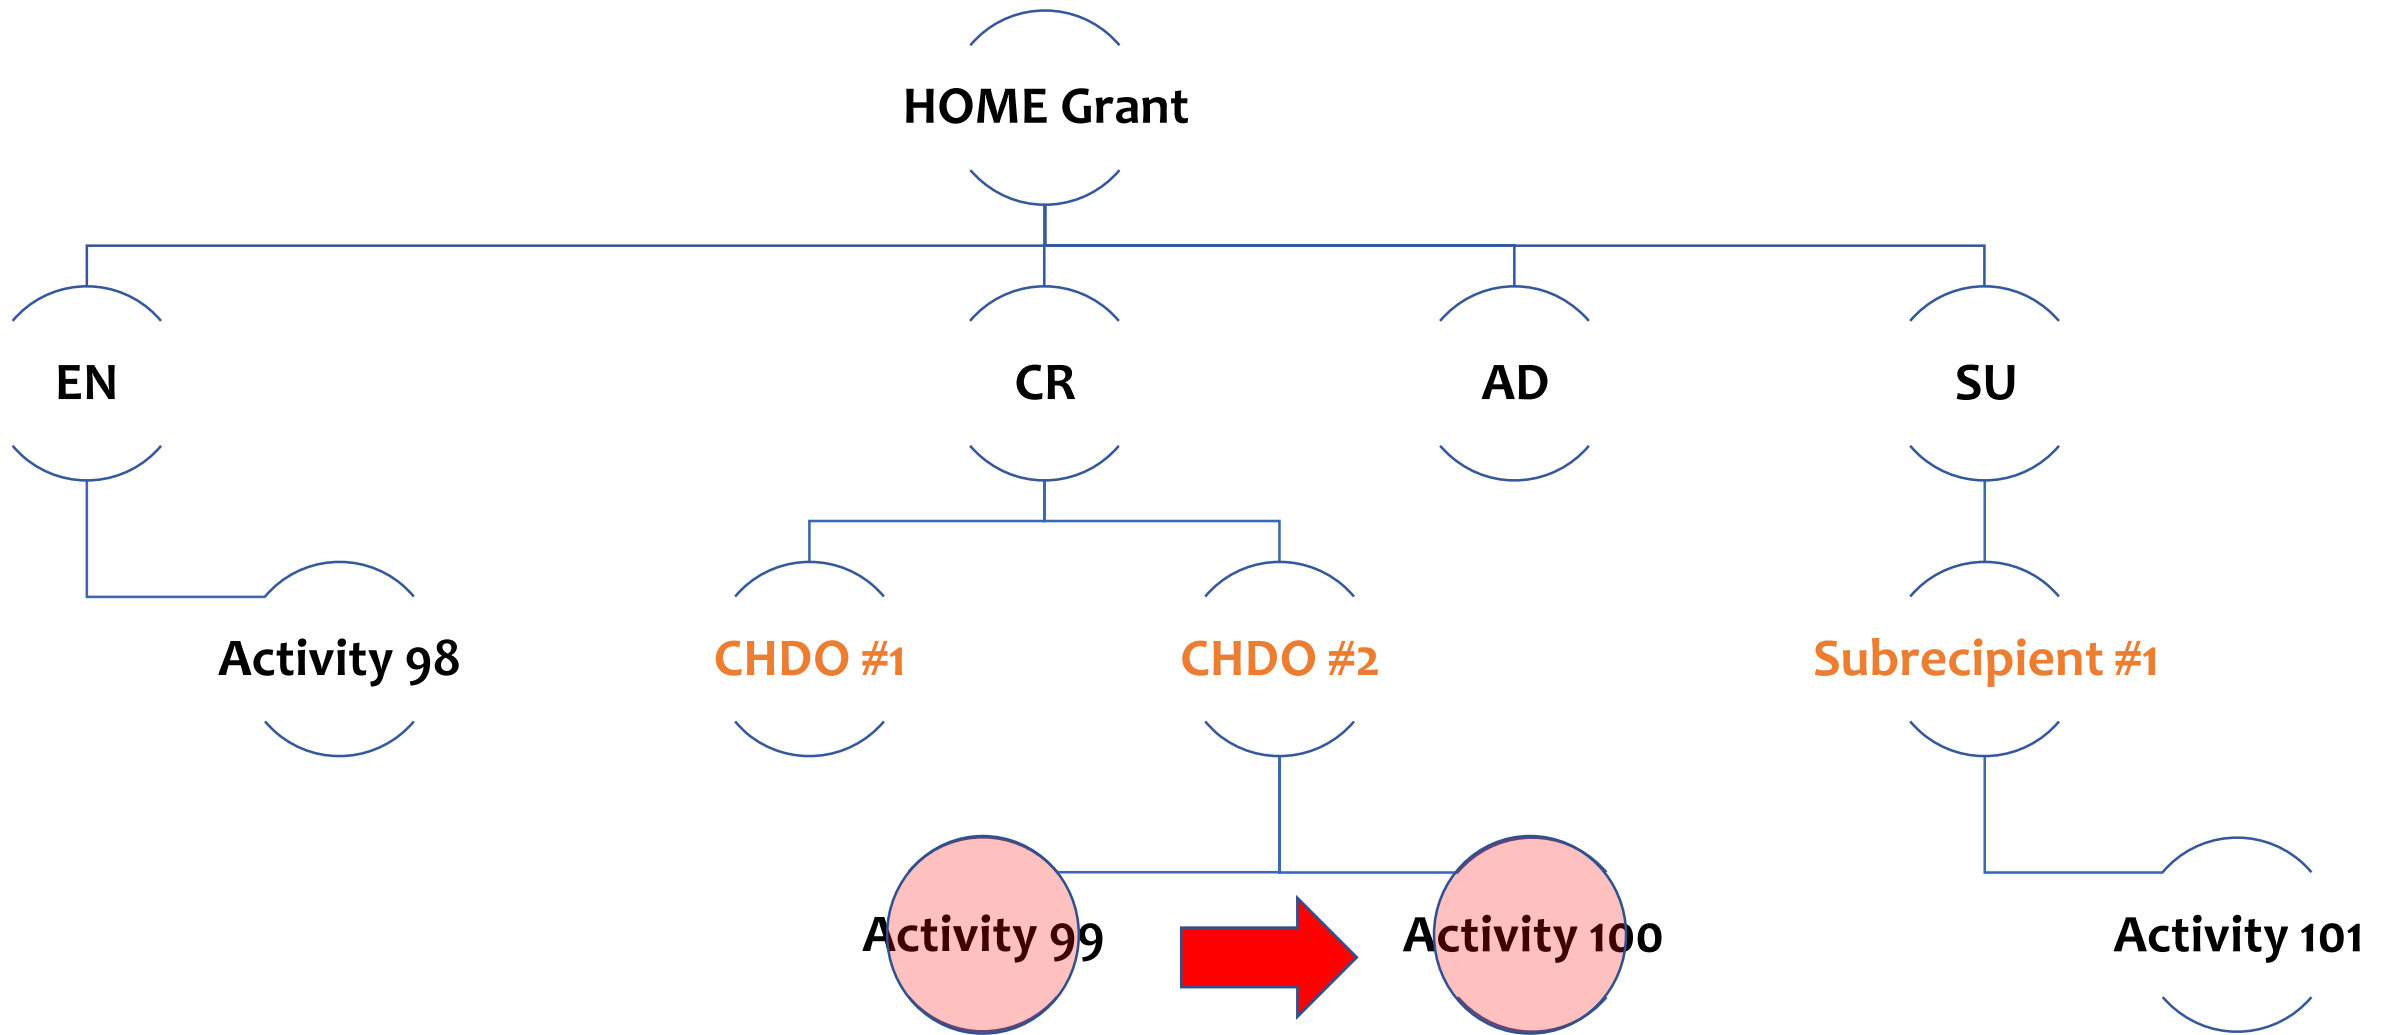 HOME Grant
EN
CR
AD
SU
Activity 98
CHDO #1
CHDO #2
Subrecipient #1
Activity 99
Activity 100
Activity 101